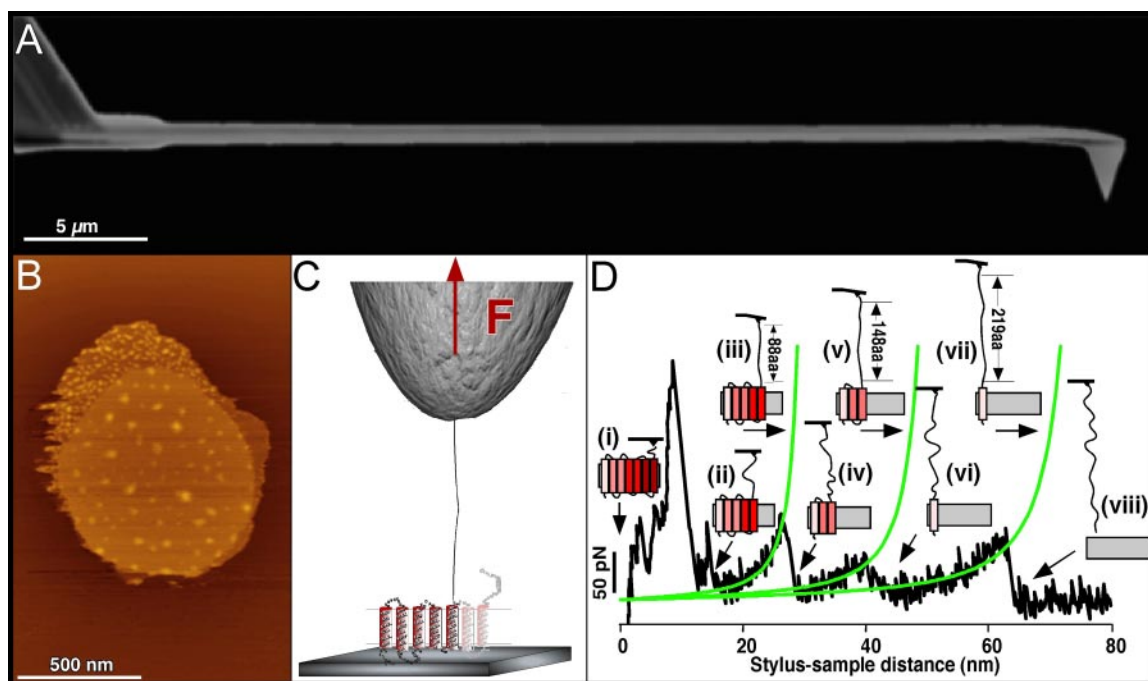 A
5 µm
B
500 nm
C
F
D
(i)
(ii)
(iii)
88aa
(iv)
(v)
148aa
(vi)
(vii)
219aa
(viii)
50 pN
0 20 40 60 80
Stylus-sample distance (nm)